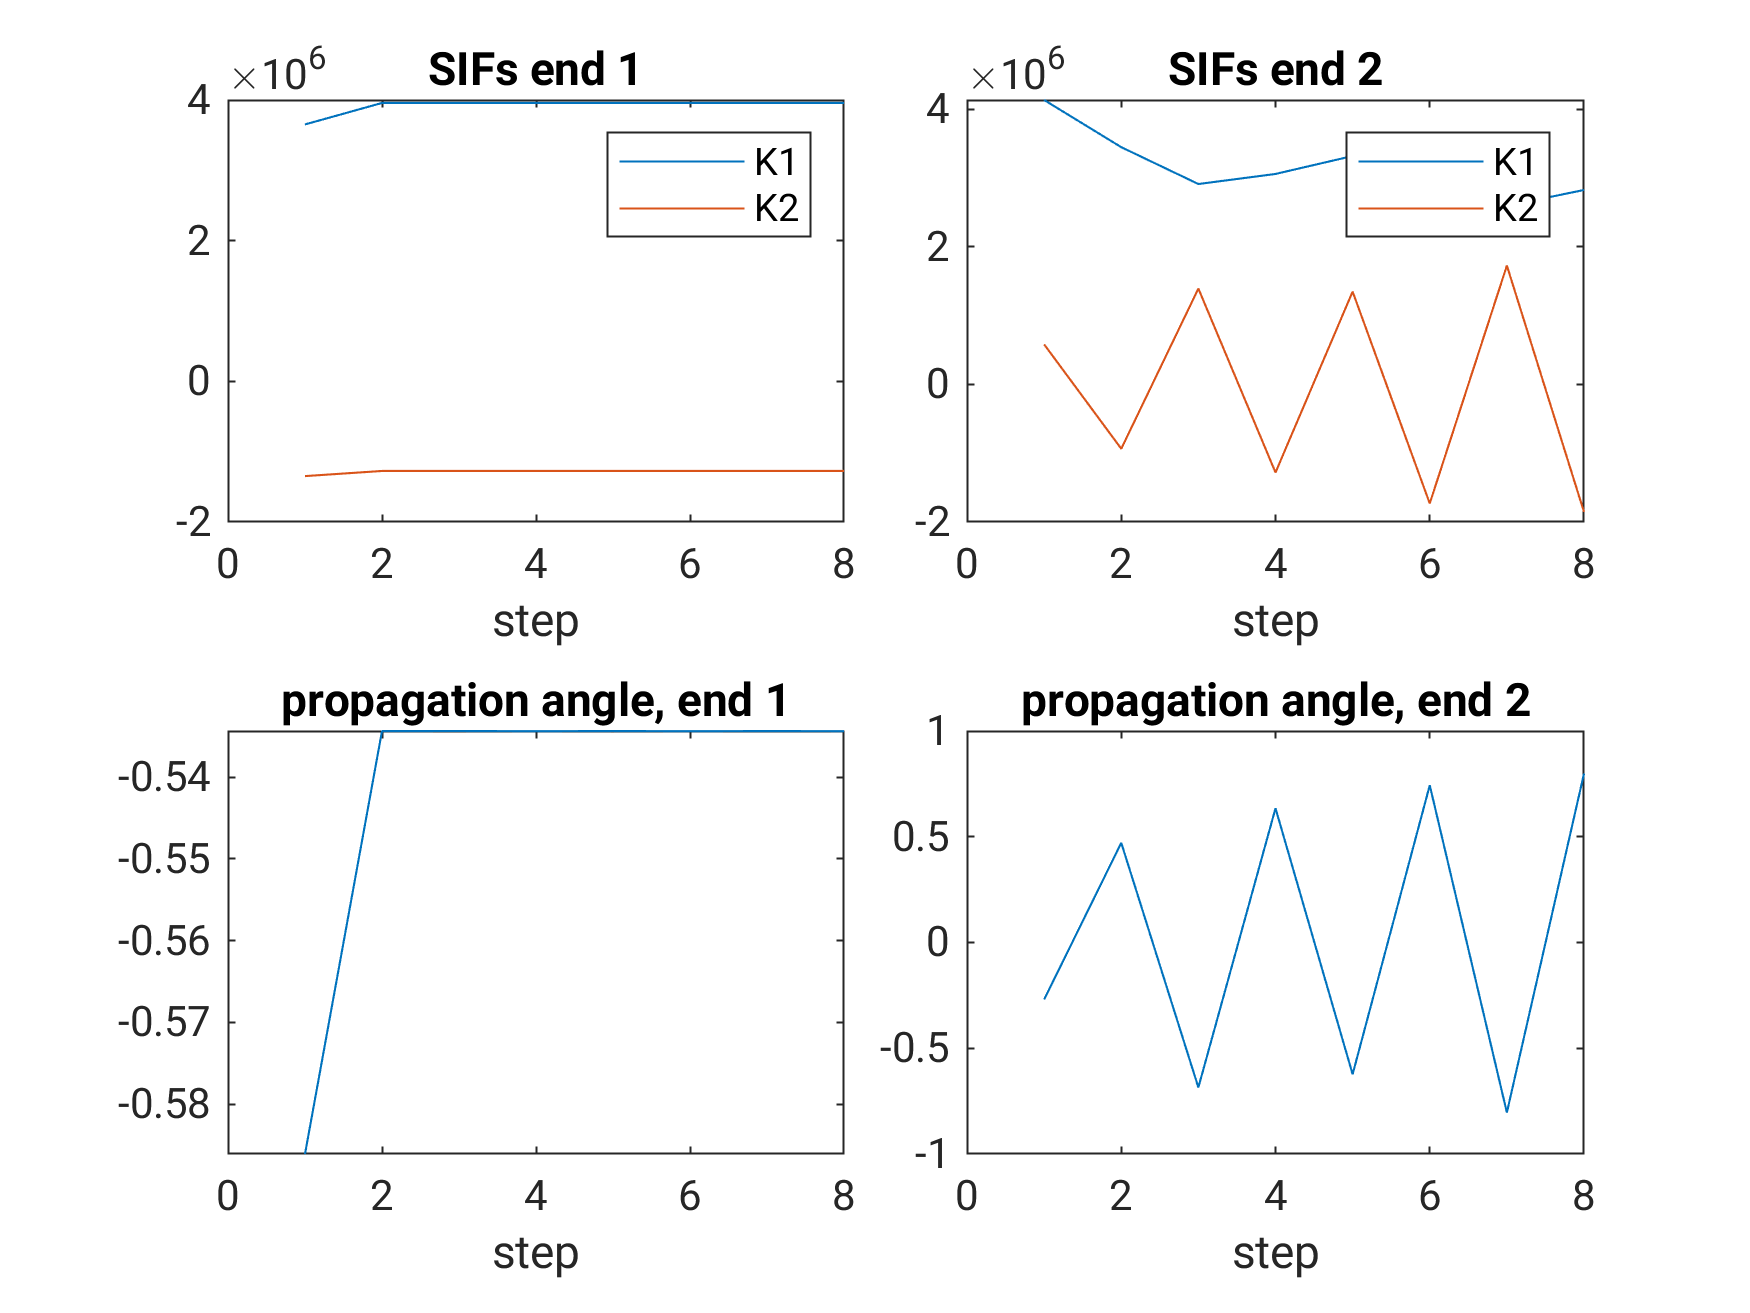 ×10^6
SIFs end 1
4
2
0
-2
K1
K2
0 2 4 6 8
step
×10^6
SIFs end 2
4
2
0
-2
K1
K2
0 2 4 6 8
step
propagation angle, end 1
-0.54
-0.55
-0.56
-0.57
-0.58
0 2 4 6 8
step
propagation angle, end 2
1
0.5
0
-0.5
-1
0 2 4 6 8
step